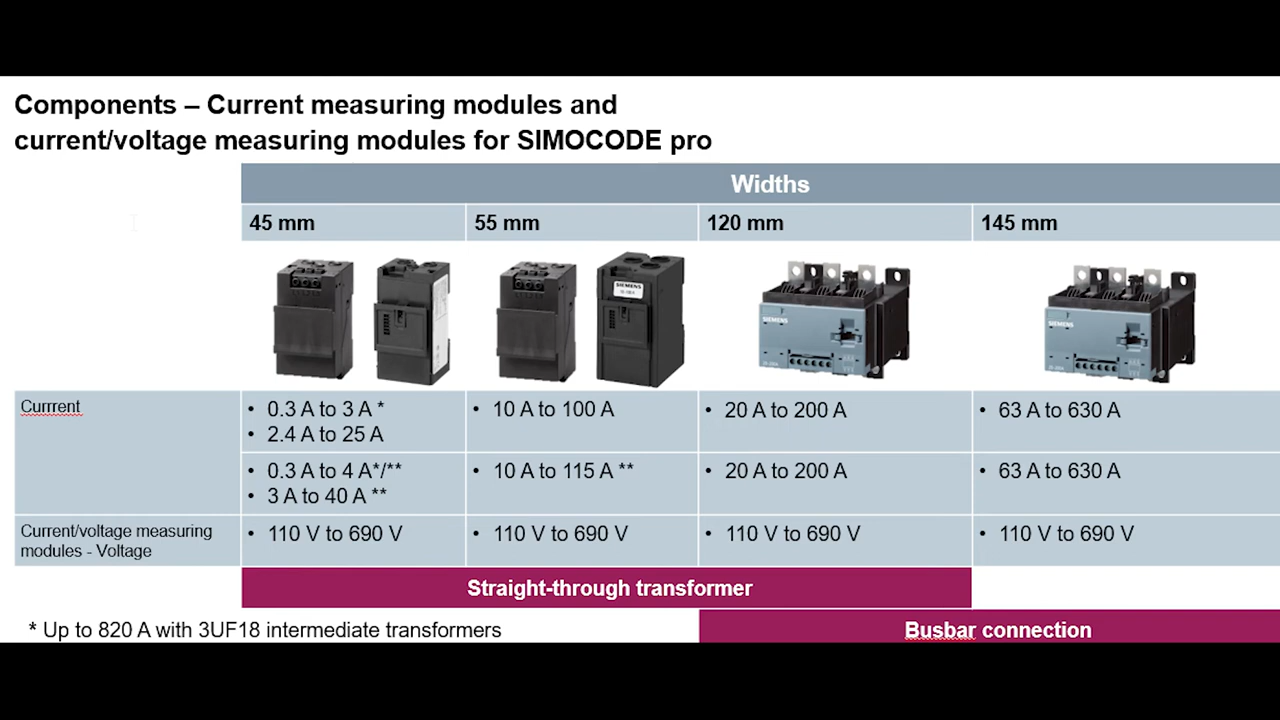 Components – Current measuring modules and
current/voltage measuring modules for SIMOCODE pro
Widths
45 mm
55 mm
120 mm
145 mm
SIEMENS
SIEMENS
SIEMENS
Currrent
• 0.3 A to 3 A *
• 2.4 A to 25 A
• 10 A to 100 A
• 20 A to 200 A
• 63 A to 630 A
• 0.3 A to 4 A*/**
• 3 A to 40 A **
• 10 A to 115 A **
• 20 A to 200 A
• 63 A to 630 A
Current/voltage measuring
modules - Voltage
• 110 V to 690 V
• 110 V to 690 V
• 110 V to 690 V
• 110 V to 690 V
Straight-through transformer
* Up to 820 A with 3UF18 intermediate transformers
Busbar connection